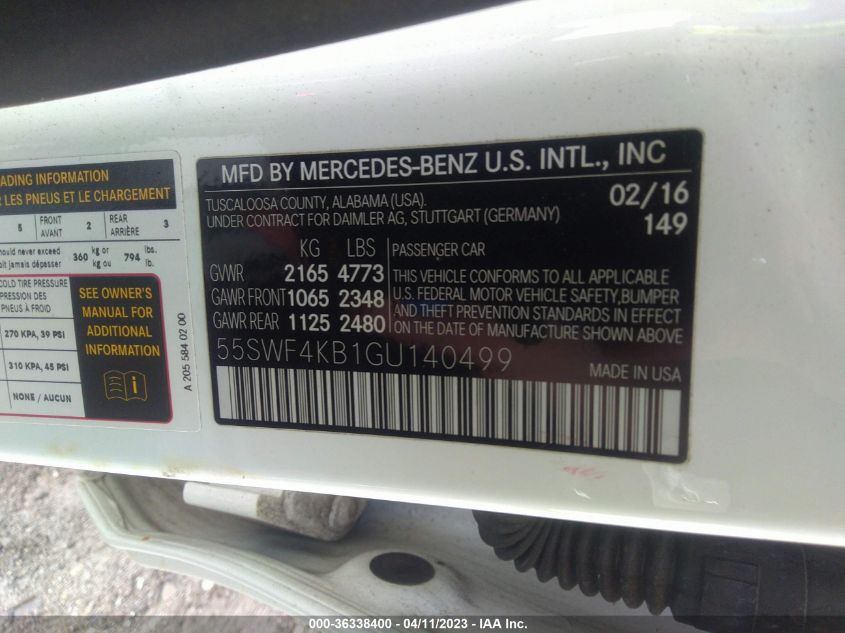 ADING INFORMATION
R LES PNEUS ET LE CHARGEMENT
5 FRONT AVANT 2 REAR ARRIÈRE 3
hould never exceed 360 kg or 794 lbs.
oit jamais dépasser kg ou lb.
COLD TIRE PRESSURE
PRESSION DES
PNEUS À FROID
270 KPA, 39 PSI
310 KPA, 45 PSI
NONE / AUCUN
SEE OWNER'S
MANUAL FOR
ADDITIONAL
INFORMATION
A 205 584 02 00
MFD BY MERCEDES-BENZ U.S. INTL., INC
TUSCALOOSA COUNTY, ALABAMA (USA). 02/16
UNDER CONTRACT FOR DAIMLER AG, STUTTGART (GERMANY) 149
KG LBS PASSENGER CAR
GVWR 2165 4773 THIS VEHICLE CONFORMS TO ALL APPLICABLE
GAWR FRONT 1065 2348 U.S. FEDERAL MOTOR VEHICLE SAFETY, BUMPER
GAWR REAR 1125 2480 AND THEFT PREVENTION STANDARDS IN EFFECT
ON THE DATE OF MANUFACTURE SHOWN ABOVE
55SWF4KB1GU140499
MADE IN USA
000-36338400 - 04/11/2023 - IAA Inc.